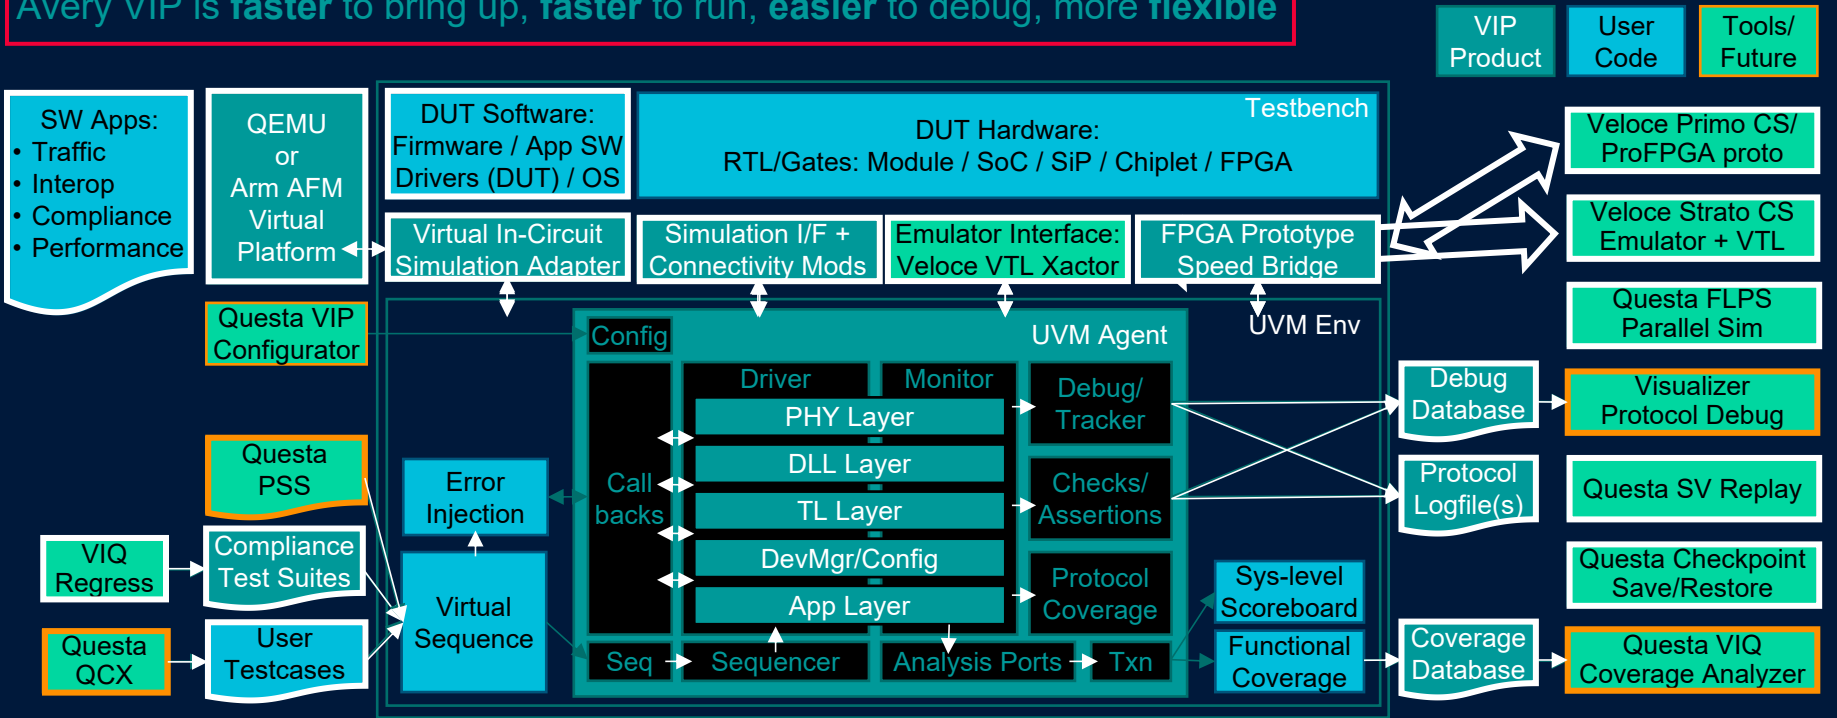 Avery VIP is faster to bring up, faster to run, easier to debug, more flexible
VIP
Product
User
Code
Tools/
Future
SW Apps:
• Traffic
• Interop
• Compliance
• Performance
QEMU
or
Arm AFM
Virtual
Platform
DUT Software:
Firmware / App SW
Drivers (DUT) / OS
Testbench
DUT Hardware:
RTL/Gates: Module / SoC / SiP / Chiplet / FPGA
Virtual In-Circuit
Simulation Adapter
Simulation I/F +
Connectivity Mods
Emulator Interface:
Veloce VTL Xactor
FPGA Prototype
Speed Bridge
Veloce Primo CS/
ProFPGA proto
Veloce Strato CS
Emulator + VTL
Questa FLPS
Parallel Sim
Questa VIP
Configurator
Config
UVM Agent
UVM Env
Driver
Monitor
PHY Layer
DLL Layer
TL Layer
DevMgr/Config
App Layer
Call
backs
Debug/
Tracker
Checks/
Assertions
Protocol
Coverage
Seq
Sequencer
Analysis Ports
Txn
Questa
PSS
Error
Injection
VIQ
Regress
Compliance
Test Suites
Virtual
Sequence
Questa
QCX
User
Testcases
Sys-level
Scoreboard
Functional
Coverage
Debug
Database
Protocol
Logfile(s)
Coverage
Database
Visualizer
Protocol Debug
Questa SV Replay
Questa Checkpoint
Save/Restore
Questa VIQ
Coverage Analyzer